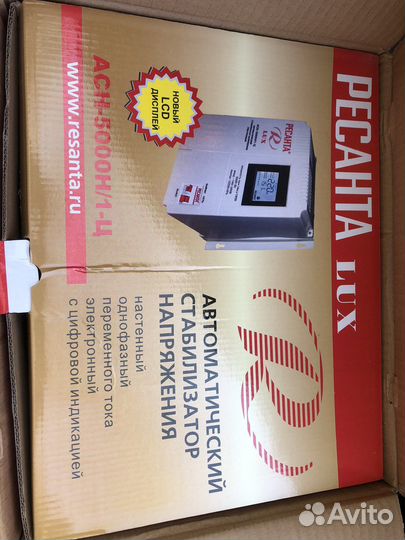 РЕСАНТА LUX
НОВЫЙ
LCD
ДИСПЛЕЙ
РЕСАНТА
LUX
АСН-5000Н/1-Ц
www.resanta.ru
R
АВТОМАТИЧЕСКИЙ
СТАБИЛИЗАТОР
НАПРЯЖЕНИЯ
настенный
однофазный
переменного тока
электронный
с цифровой индикацией
Avito